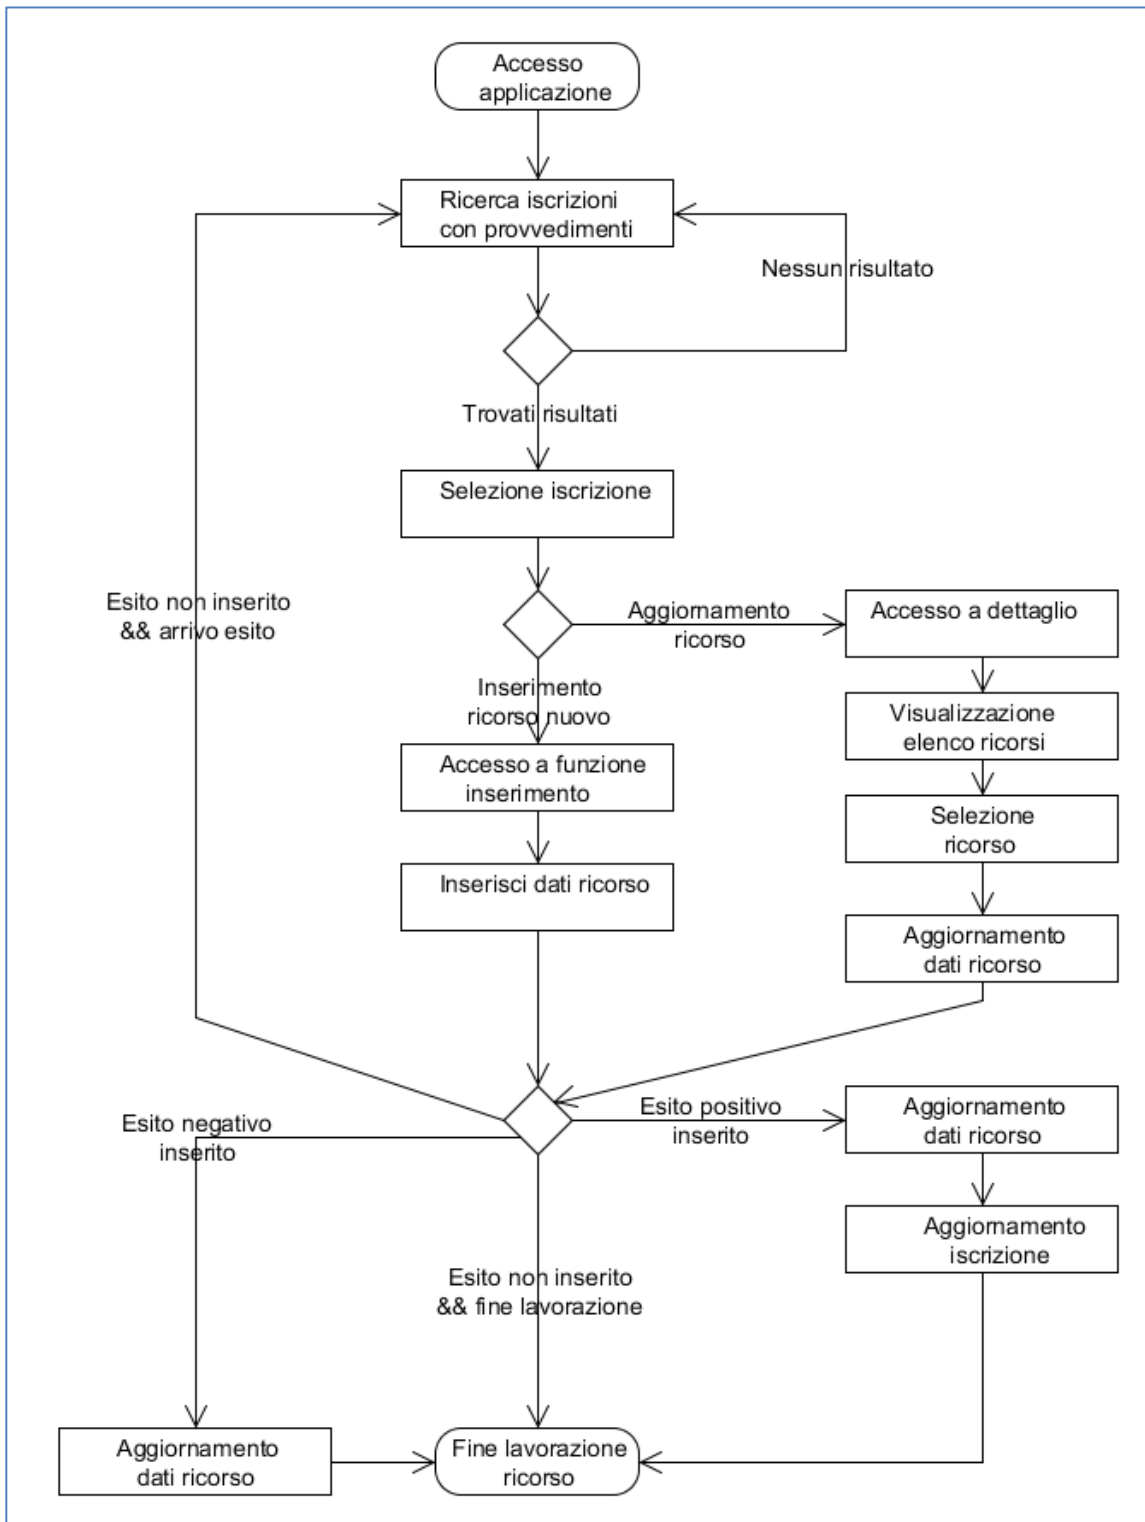 Accesso
applicazione
Ricerca iscrizioni
con provvedimenti
Nessun risultato
Trovati risultati
Selezione iscrizione
Esito non inserito
&& arrivo esito
Aggiornamento
ricorso
Accesso a dettaglio
Inserimento
ricorso nuovo
Visualizzazione
elenco ricorsi
Accesso a funzione
inserimento
Selezione
ricorso
Inserisci dati ricorso
Aggiornamento
dati ricorso
Esito negativo
inserito
Esito positivo
inserito
Aggiornamento
dati ricorso
Aggiornamento
iscrizione
Esito non inserito
&& fine lavorazione
Aggiornamento
dati ricorso
Fine lavorazione
ricorso